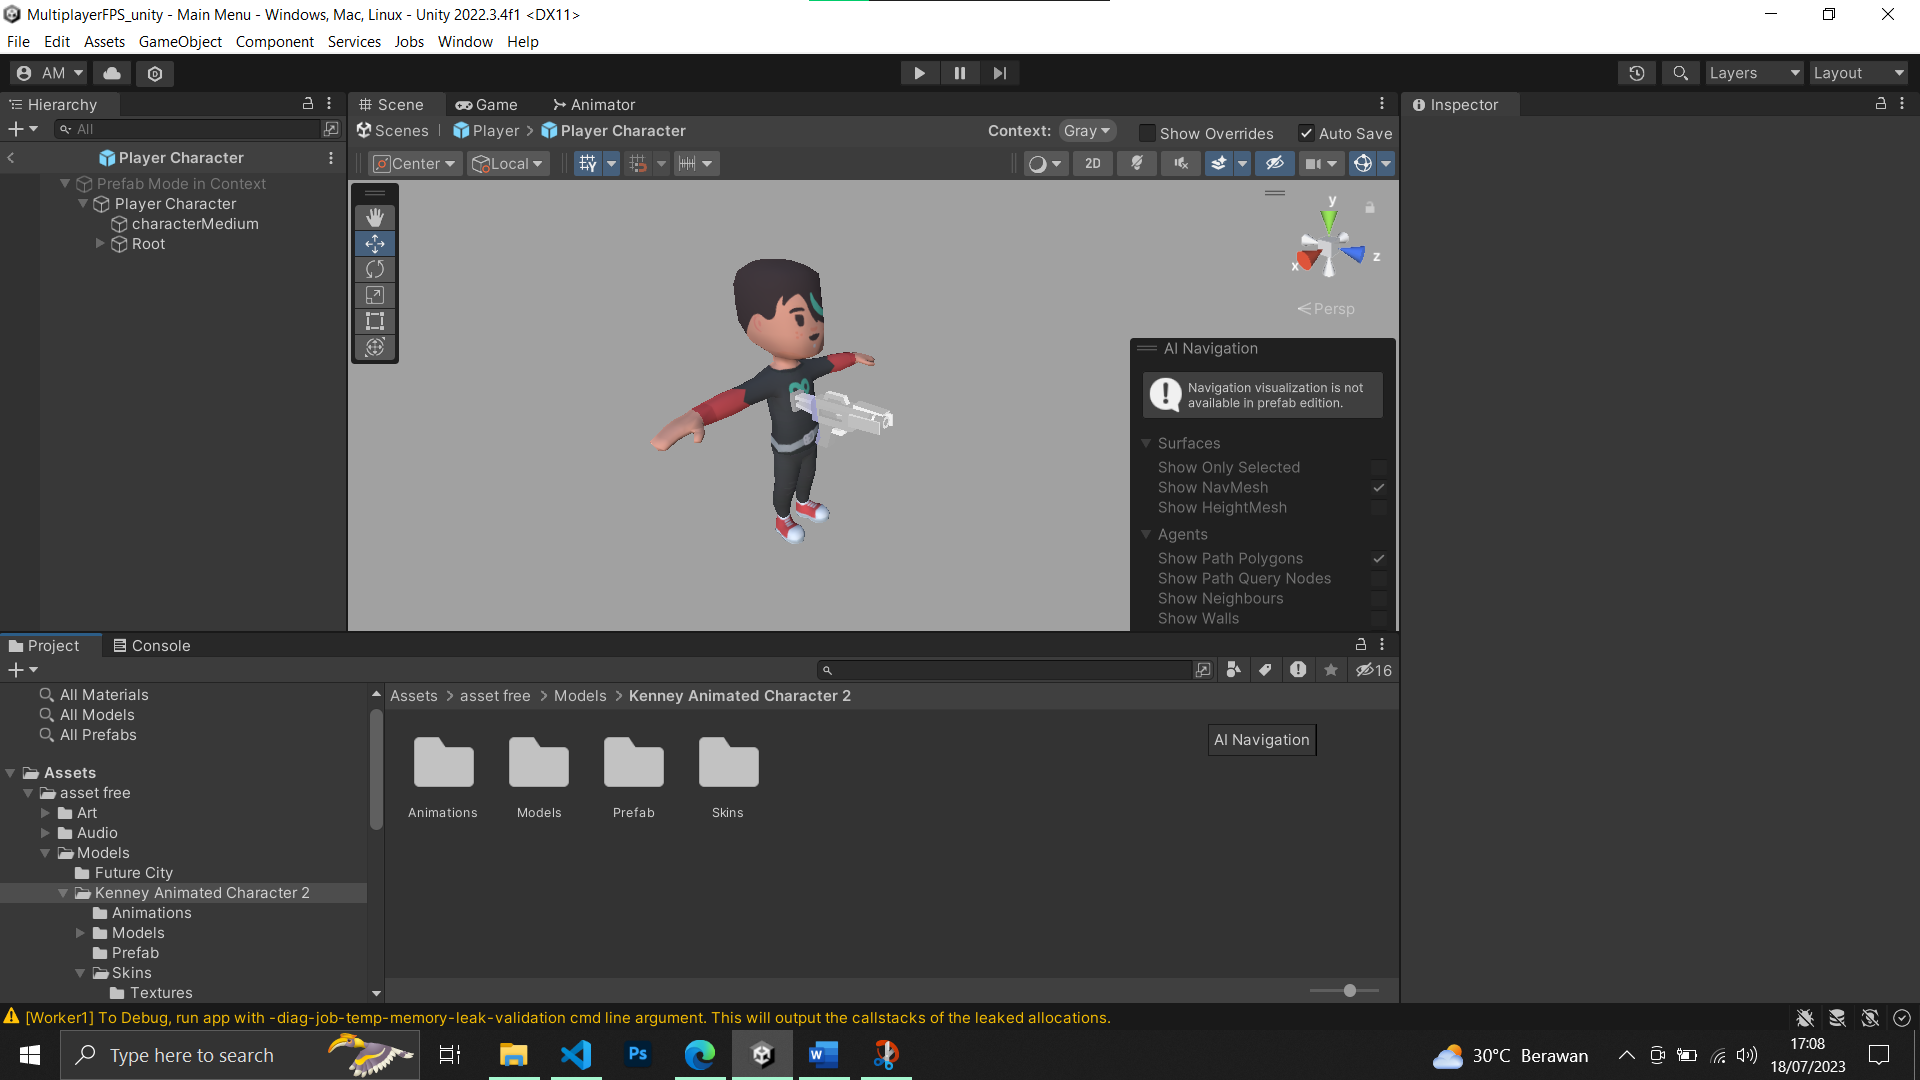 MultiplayerFPS_unity - Main Menu - Windows, Mac, Linux - Unity 2022.3.4f1 <DX11>
File Edit Assets GameObject Component Services Jobs Window Help
AM
Layers
Layout
Hierarchy
Scene
Game
Animator
Inspector
All
Scenes
Player
Player Character
Context:
Gray
Show Overrides
Auto Save
Player Character
Center
Local
2D
Prefab Mode in Context
Player Character
characterMedium
Root
y
x
z
Persp
AI Navigation
Navigation visualization is not
available in prefab edition.
Surfaces
Show Only Selected
Show NavMesh
Show HeightMesh
Agents
Show Path Polygons
Show Path Query Nodes
Show Neighbours
Show Walls
Project
Console
16
All Materials
All Models
All Prefabs
Assets
asset free
Art
Audio
Models
Future City
Kenney Animated Character 2
Animations
Models
Prefab
Skins
Textures
Assets > asset free > Models > Kenney Animated Character 2
AI Navigation
Animations
Models
Prefab
Skins
[Worker1] To Debug, run app with -diag-job-temp-memory-leak-validation cmd line argument. This will output the callstacks of the leaked allocations.
Type here to search
Ps
W
30°C Berawan
17:08
18/07/2023